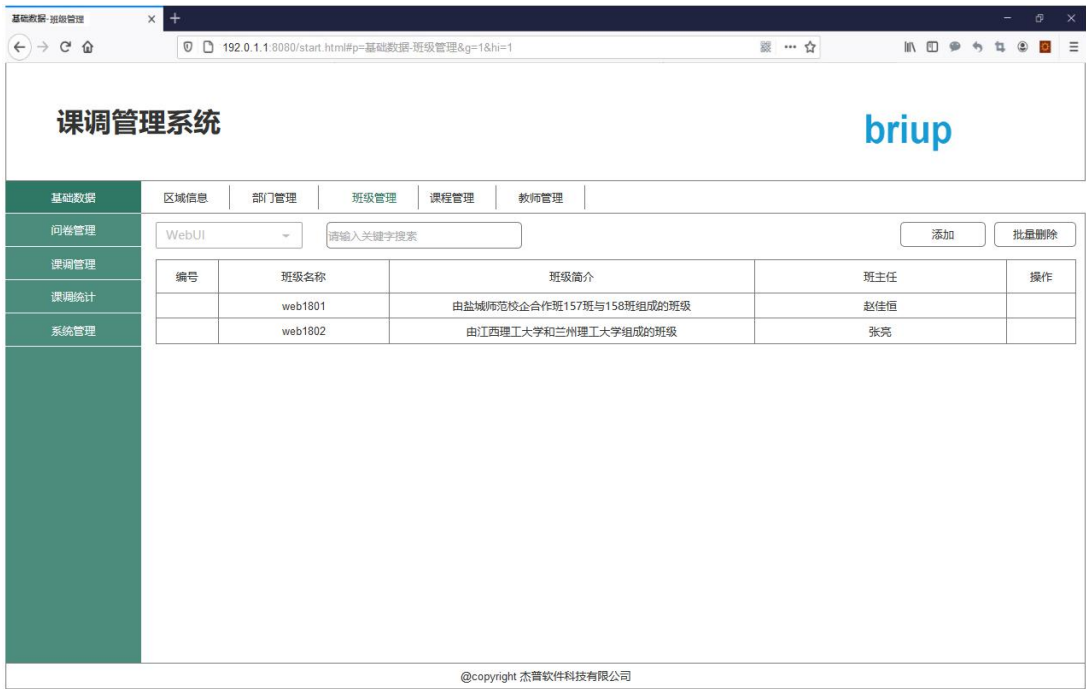 基础数据-班级管理
192.0.1.1:8080/start.html#p=基础数据-班级管理&g=1&hi=1
课调管理系统
briup
基础数据
区域信息 部门管理 班级管理 课程管理 教师管理
问卷管理
WebUI 请输入关键字搜索 添加 批量删除
课调管理
编号 班级名称 班级简介 班主任 操作
课调统计
web1801 由盐城师范校企合作班157班与158班组成的班级 赵佳恒
系统管理
web1802 由江西理工大学和兰州理工大学组成的班级 张亮
@copyright 杰普软件科技有限公司